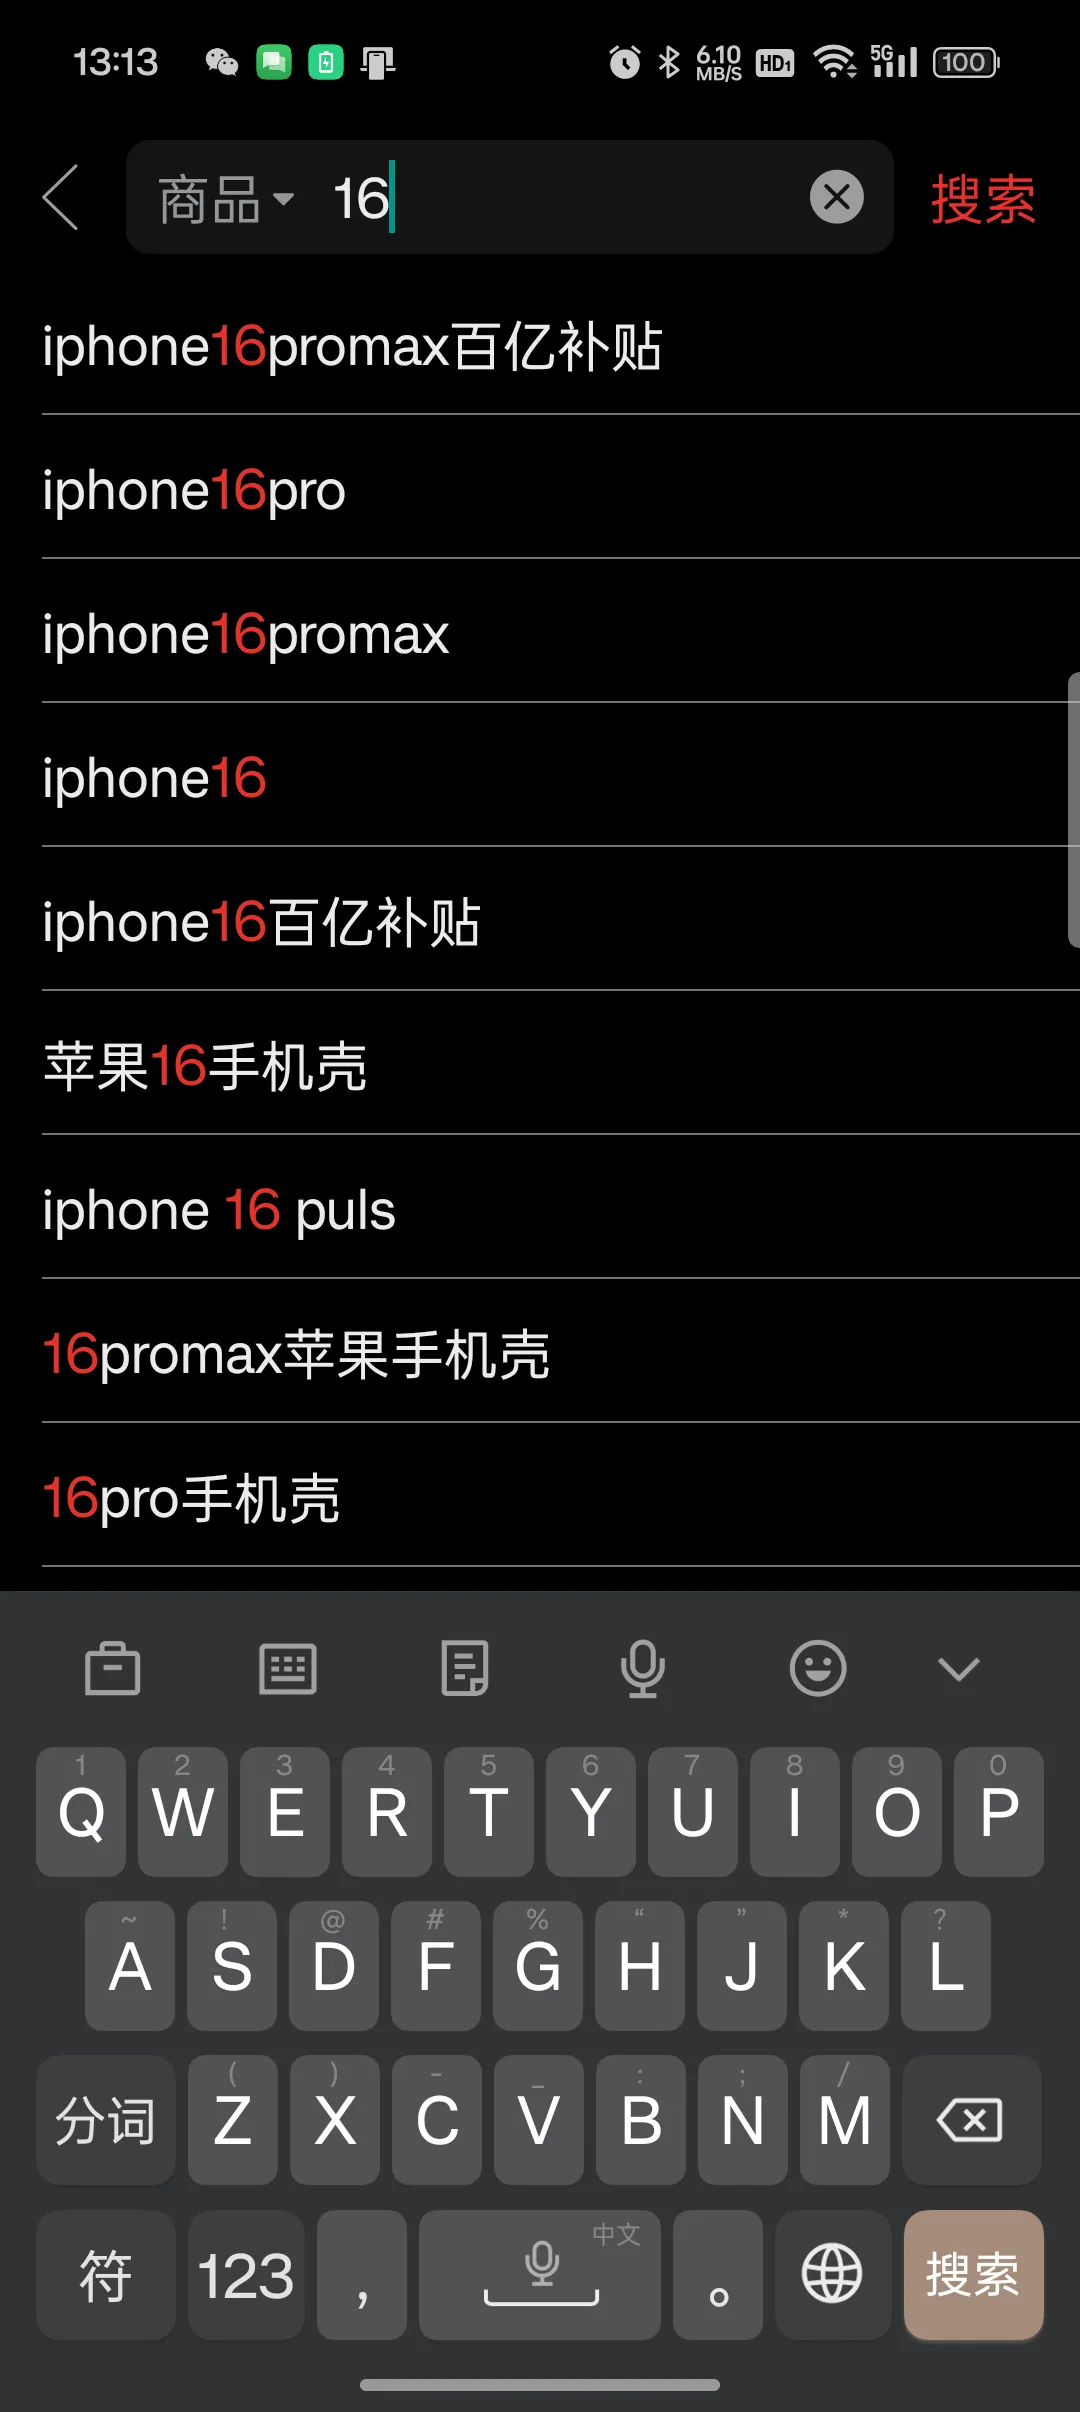 13:13 6.10 MB/S HD1 5G 100
商品 16 搜索
iphone16promax百亿补贴
iphone16pro
iphone16promax
iphone16
iphone16百亿补贴
苹果16手机壳
iphone 16 puls
16promax苹果手机壳
16pro手机壳
1 2 3 4 5 6 7 8 9 0
Q W E R T Y U I O P
~ ! @ # % “ ” * ?
A S D F G H J K L
( ) - _ : ; /
分词 Z X C V B N M
中文
符 123 , 。 搜索